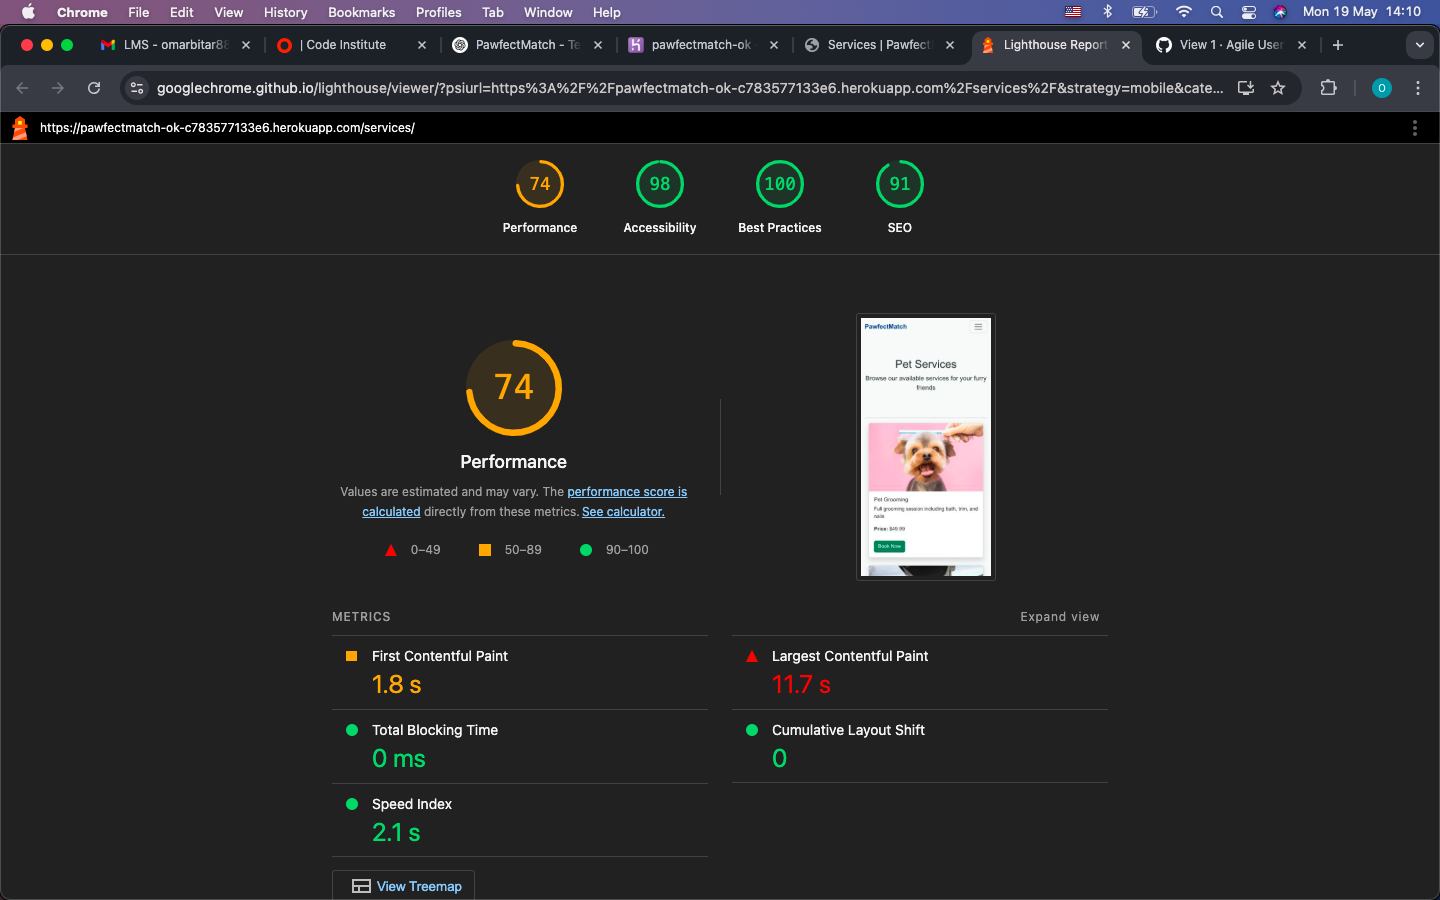 Chrome File Edit View History Bookmarks Profiles Tab Window Help Mon 19 May 14:10
LMS - omarbitar88 | Code Institute PawfectMatch - Te pawfectmatch-ok Services | Pawfect Lighthouse Report View 1 · Agile User
googlechrome.github.io/lighthouse/viewer/?psiurl=https%3A%2F%2Fpawfectmatch-ok-c783577133e6.herokuapp.com%2Fservices%2F&strategy=mobile&cate... O
https://pawfectmatch-ok-c783577133e6.herokuapp.com/services/
74 98 100 91
Performance Accessibility Best Practices SEO
74
Performance
Values are estimated and may vary. The performance score is
calculated directly from these metrics. See calculator.
0–49 50–89 90–100
PawfectMatch
Pet Services
Browse our available services for your furry
friends
Pet Grooming
Full grooming session including bath, trim, and
nails
Price: $49.99
Book Now
METRICS Expand view
First Contentful Paint
1.8 s
Largest Contentful Paint
11.7 s
Total Blocking Time
0 ms
Cumulative Layout Shift
0
Speed Index
2.1 s
View Treemap